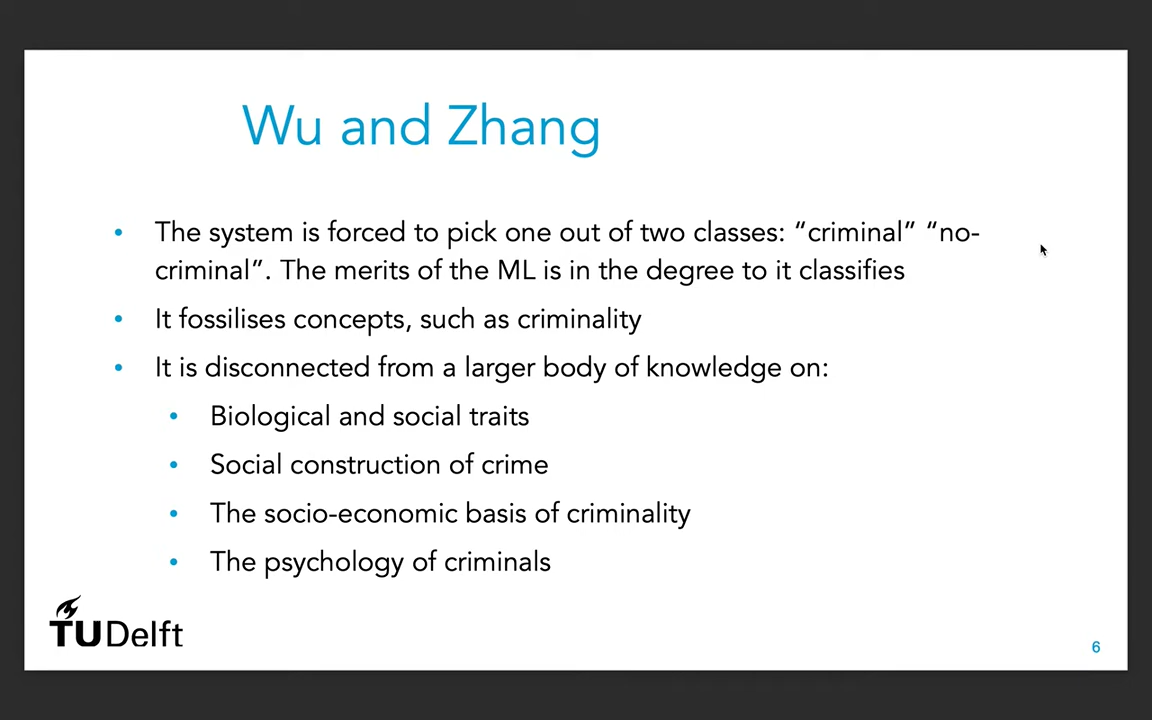 Wu and Zhang
• The system is forced to pick one out of two classes: “criminal” “no-
criminal”. The merits of the ML is in the degree to it classifies
• It fossilises concepts, such as criminality
• It is disconnected from a larger body of knowledge on:
• Biological and social traits
• Social construction of crime
• The socio-economic basis of criminality
• The psychology of criminals
TUDelft
6